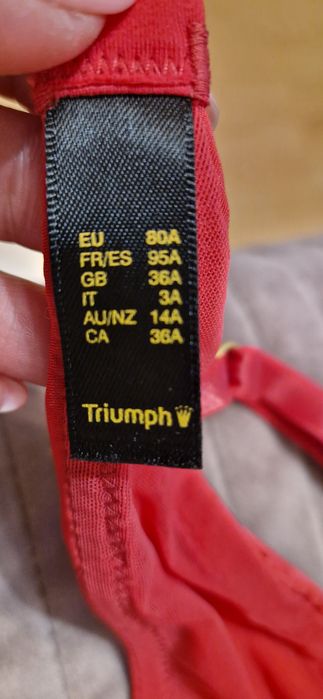 EU 80A
FR/ES 95A
GB 36A
IT 3A
AU/NZ 14A
CA 36A
Triumph